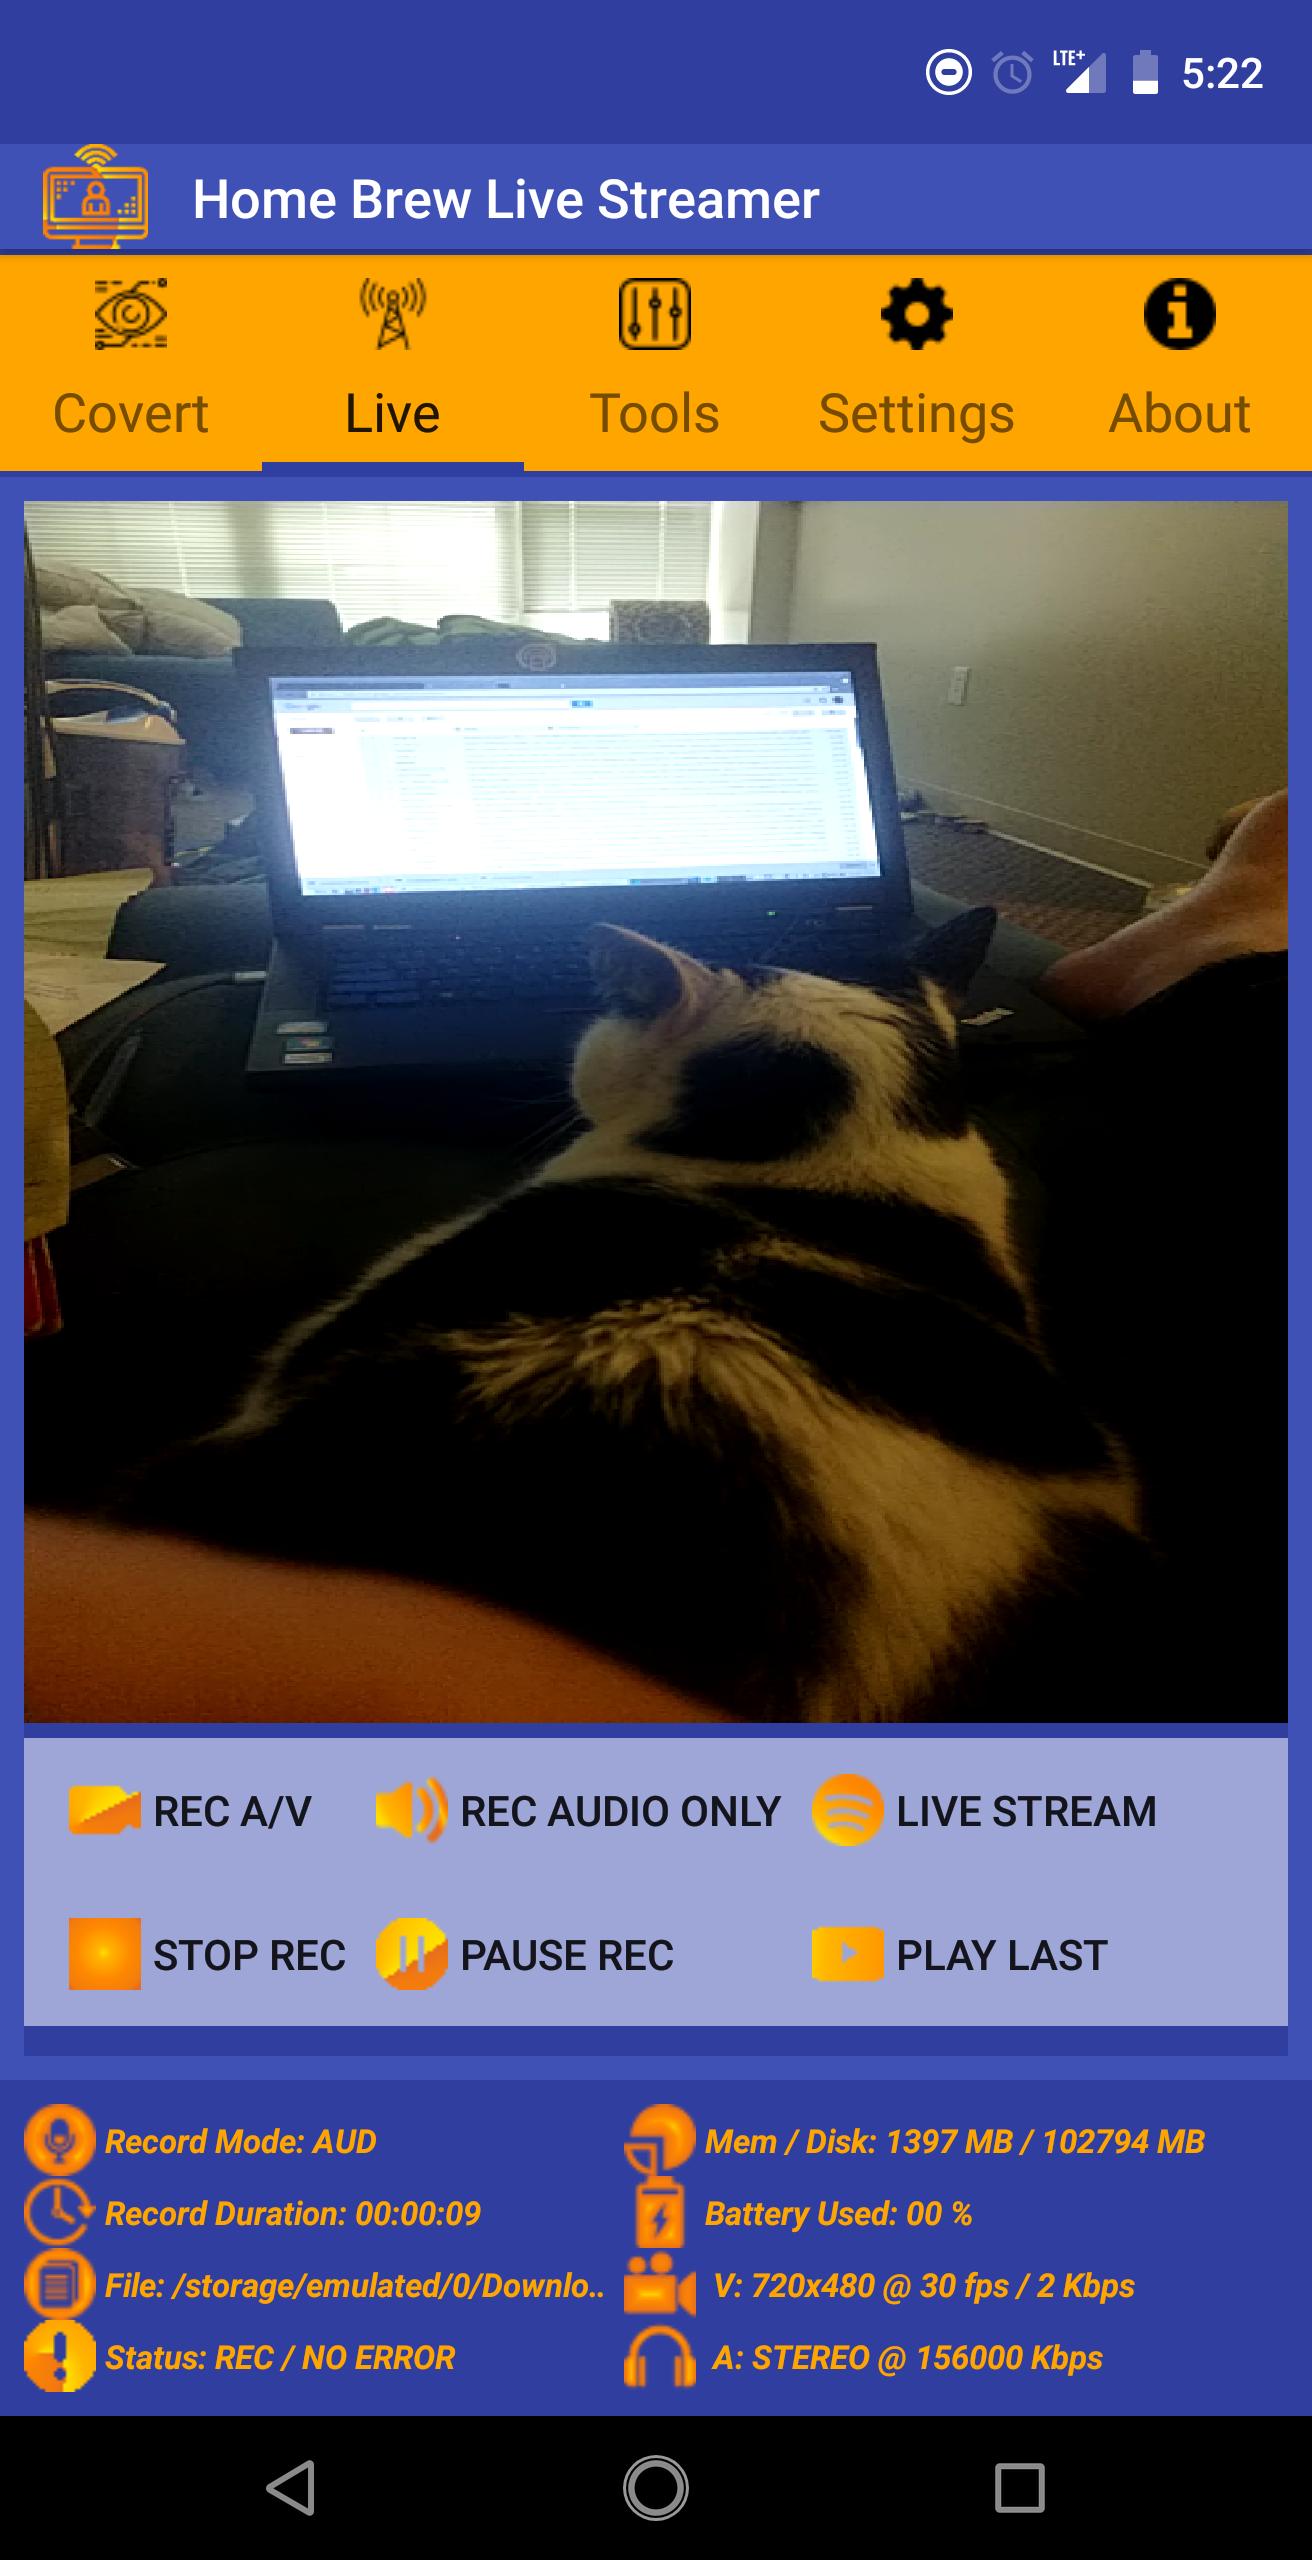 LTE+ 5:22
Home Brew Live Streamer
Covert Live Tools Settings About
REC A/V REC AUDIO ONLY LIVE STREAM
STOP REC PAUSE REC PLAY LAST
Record Mode: AUD Mem / Disk: 1397 MB / 102794 MB
Record Duration: 00:00:09 Battery Used: 00 %
File: /storage/emulated/0/Downlo.. V: 720x480 @ 30 fps / 2 Kbps
Status: REC / NO ERROR A: STEREO @ 156000 Kbps